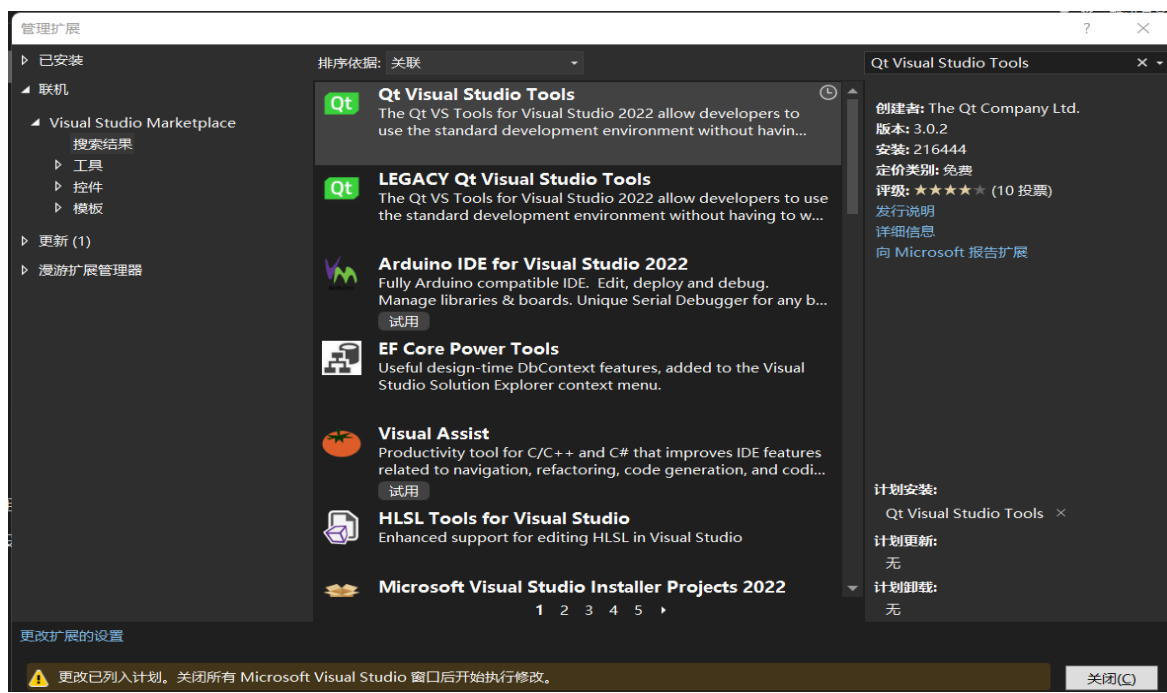 管理扩展
?
已安装
联机
Visual Studio Marketplace
搜索结果
工具
控件
模板
更新 (1)
漫游扩展管理器
排序依据: 关联
Qt Visual Studio Tools
The Qt VS Tools for Visual Studio 2022 allow developers to
use the standard development environment without havin...
LEGACY Qt Visual Studio Tools
The Qt VS Tools for Visual Studio 2022 allow developers to use
the standard development environment without having to w...
Arduino IDE for Visual Studio 2022
Fully Arduino compatible IDE. Edit, deploy and debug.
Manage libraries & boards. Unique Serial Debugger for any b...
试用
EF Core Power Tools
Useful design-time DbContext features, added to the Visual
Studio Solution Explorer context menu.
Visual Assist
Productivity tool for C/C++ and C# that improves IDE features
related to navigation, refactoring, code generation, and codi...
试用
HLSL Tools for Visual Studio
Enhanced support for editing HLSL in Visual Studio
Microsoft Visual Studio Installer Projects 2022
1 2 3 4 5
Qt Visual Studio Tools
创建者: The Qt Company Ltd.
版本: 3.0.2
安装: 216444
定价类别: 免费
评级: ★★★★★ (10 投票)
发行说明
详细信息
向 Microsoft 报告扩展
计划安装:
Qt Visual Studio Tools ×
计划更新:
无
计划卸载:
无
更改扩展的设置
更改已列入计划。关闭所有 Microsoft Visual Studio 窗口后开始执行修改。
关闭(C)